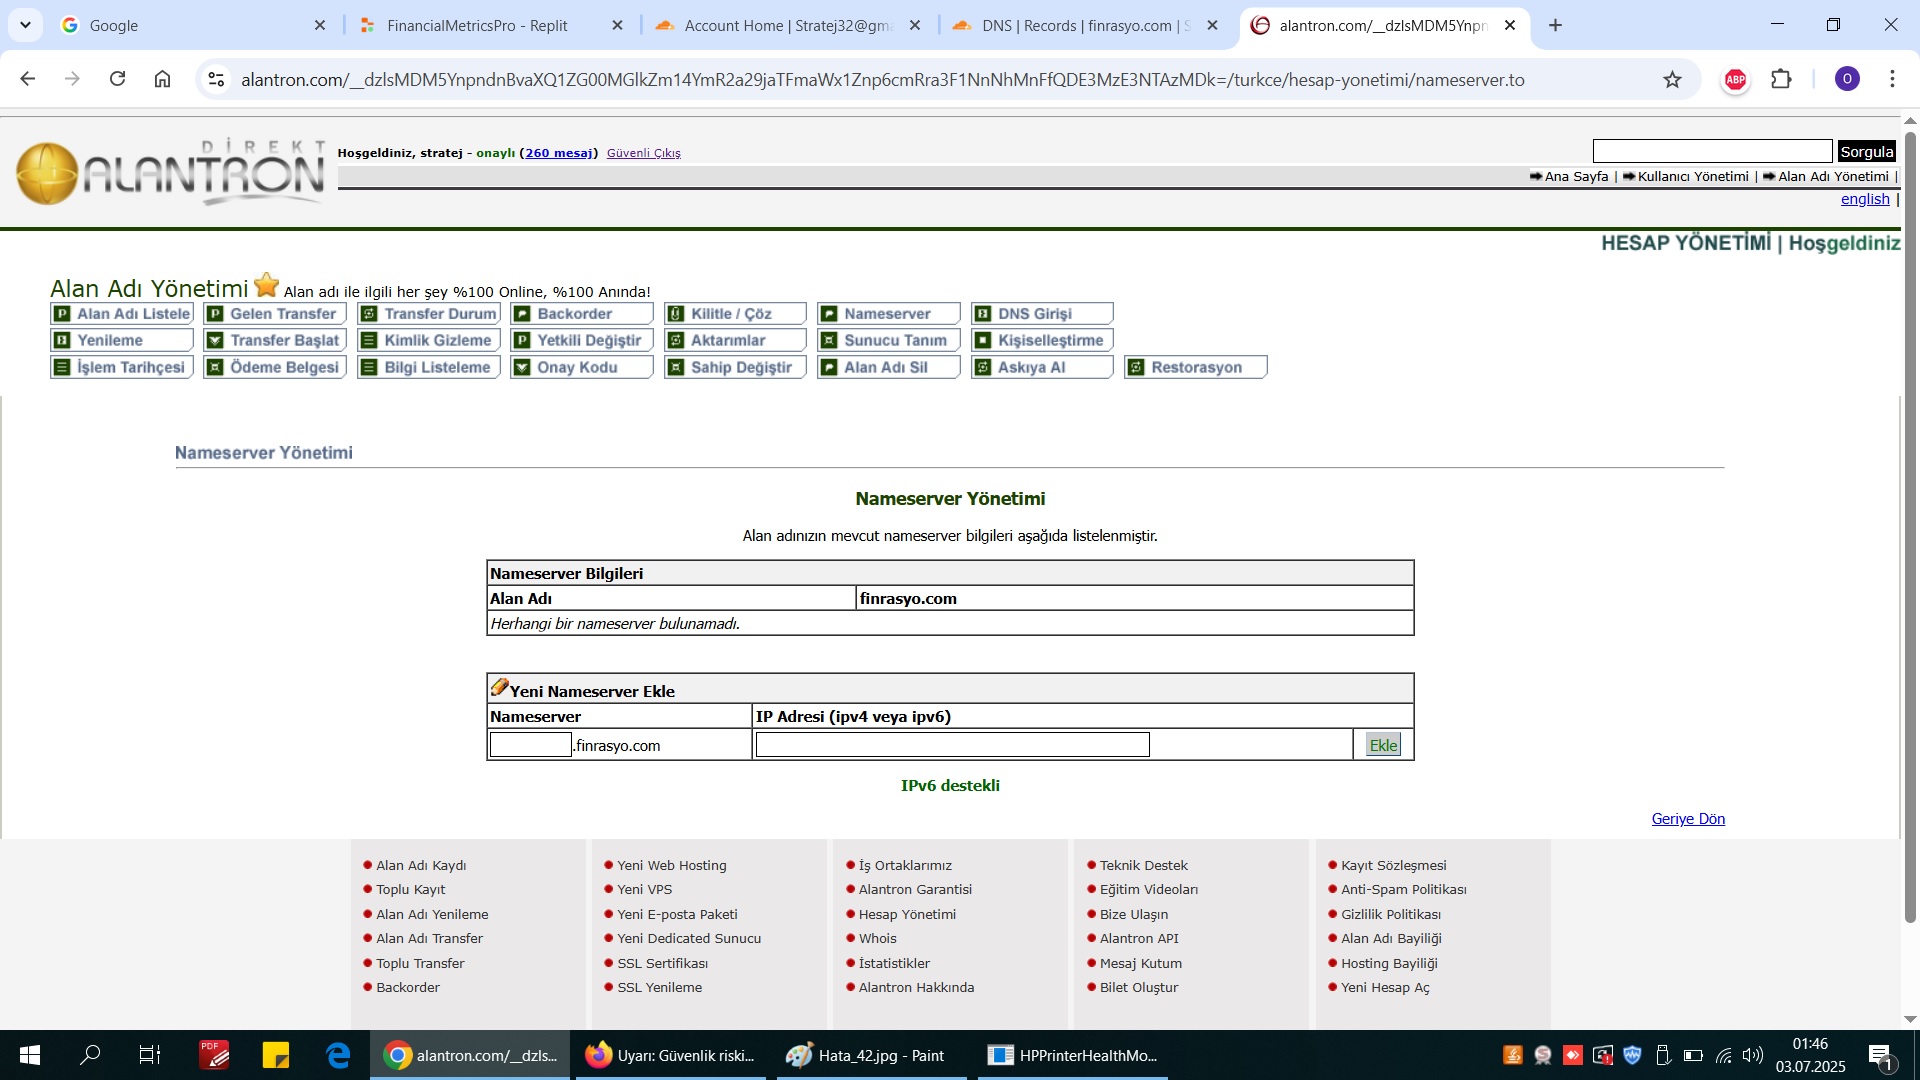 Google
FinancialMetricsPro - Replit
Account Home | Stratej32@gma
DNS | Records | finrasyo.com | S
alantron.com/__dzlsMDM5Ynpn
alantron.com/__dzlsMDM5YnpndnBvaXQ1ZG00MGlkZm14YmR2a29jaTFmaWx1Znp6cmRra3F1NnNhMnFfQDE3MzE3NTAzMDk=/turkce/hesap-yonetimi/nameserver.to
ABP
O
DİREKT
ALANTRON
Hoşgeldiniz, stratej - onaylı (260 mesaj) Güvenli Çıkış
Sorgula
Ana Sayfa | Kullanıcı Yönetimi | Alan Adı Yönetimi |
english |
HESAP YÖNETİMİ | Hoşgeldiniz
Alan Adı Yönetimi Alan adı ile ilgili her şey %100 Online, %100 Anında!
Alan Adı Listele Gelen Transfer Transfer Durum Backorder Kilitle / Çöz Nameserver DNS Girişi
Yenileme Transfer Başlat Kimlik Gizleme Yetkili Değiştir Aktarımlar Sunucu Tanım Kişiselleştirme
İşlem Tarihçesi Ödeme Belgesi Bilgi Listeleme Onay Kodu Sahip Değiştir Alan Adı Sil Askıya Al Restorasyon
Nameserver Yönetimi
Nameserver Yönetimi
Alan adınızın mevcut nameserver bilgileri aşağıda listelenmiştir.
Nameserver Bilgileri
Alan Adı finrasyo.com
Herhangi bir nameserver bulunamadı.
Yeni Nameserver Ekle
Nameserver IP Adresi (ipv4 veya ipv6)
.finrasyo.com Ekle
IPv6 destekli
Geriye Dön
Alan Adı Kaydı
Toplu Kayıt
Alan Adı Yenileme
Alan Adı Transfer
Toplu Transfer
Backorder
Yeni Web Hosting
Yeni VPS
Yeni E-posta Paketi
Yeni Dedicated Sunucu
SSL Sertifikası
SSL Yenileme
İş Ortaklarımız
Alantron Garantisi
Hesap Yönetimi
Whois
İstatistikler
Alantron Hakkında
Teknik Destek
Eğitim Videoları
Bize Ulaşın
Alantron API
Mesaj Kutum
Bilet Oluştur
Kayıt Sözleşmesi
Anti-Spam Politikası
Gizlilik Politikası
Alan Adı Bayiliği
Hosting Bayiliği
Yeni Hesap Aç
PDF
alantron.com/__dzls...
Uyarı: Güvenlik riski...
Hata_42.jpg - Paint
HPPrinterHealthMo...
01:46
03.07.2025
1